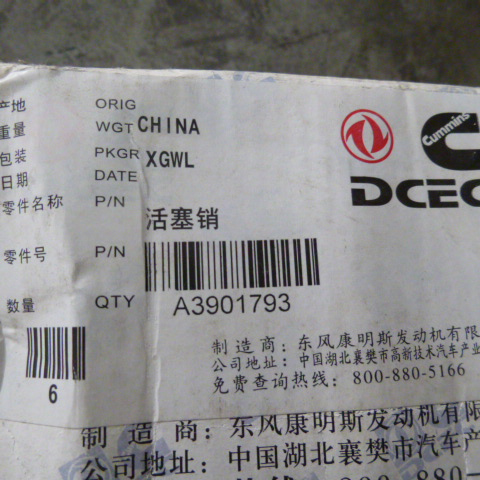 产地 ORIG
重量 WGT CHINA
包装 PKGR XGWL
日期 DATE
零件名称 P/N 活塞销
零件号 P/N
数量 QTY A3901793
6
Cummins
DCEC
制造商：东风康明斯发动机有限
公司地址：中国湖北襄樊市高新技术汽车产业
免费查询热线：800-880-5166
制造商：东风康明斯发动机有限
公司地址：中国湖北襄樊市汽车产